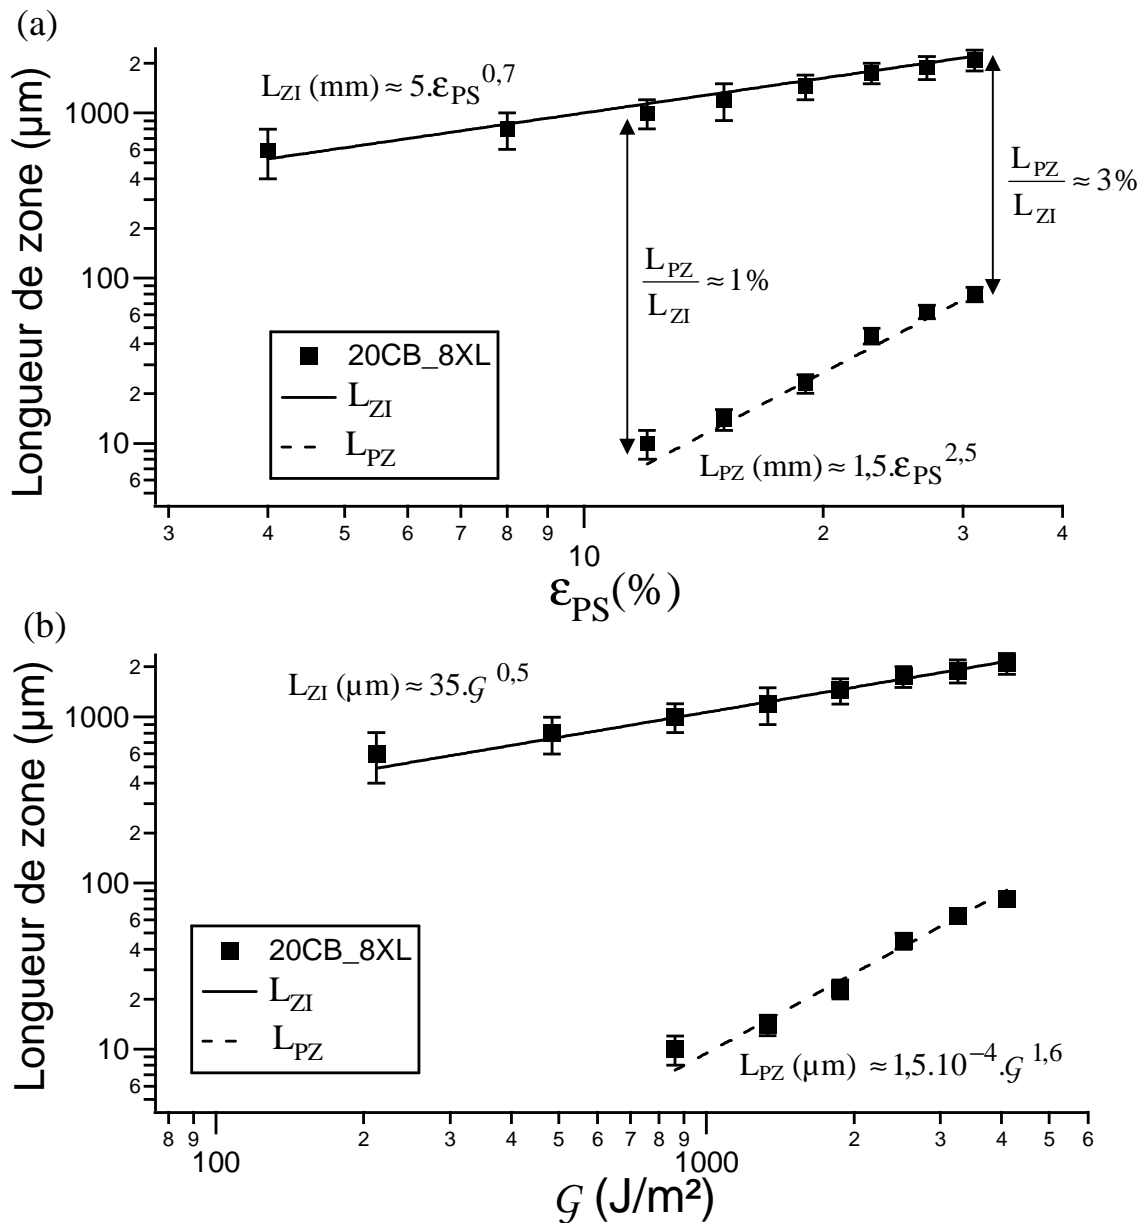 (a)
Longueur de zone (µm)
2
1000
6
4
2
100
6
4
2
10
6
L_ZI (mm) ≈ 5.ε_PS^0,7
L_PZ/L_ZI ≈ 3%
L_PZ/L_ZI ≈ 1%
20CB_8XL
L_ZI
L_PZ
L_PZ (mm) ≈ 1,5.ε_PS^2,5
3 4 5 6 7 8 9 10 2 3 4
ε_PS(%)
(b)
Longueur de zone (µm)
2
1000
6
4
2
100
6
4
2
10
6
L_ZI (µm) ≈ 35.𝒢^0,5
20CB_8XL
L_ZI
L_PZ
L_PZ (µm) ≈ 1,5.10^−4.𝒢^1,6
8 9 100 2 3 4 5 6 7 8 9 1000 2 3 4 5 6
𝒢 (J/m²)